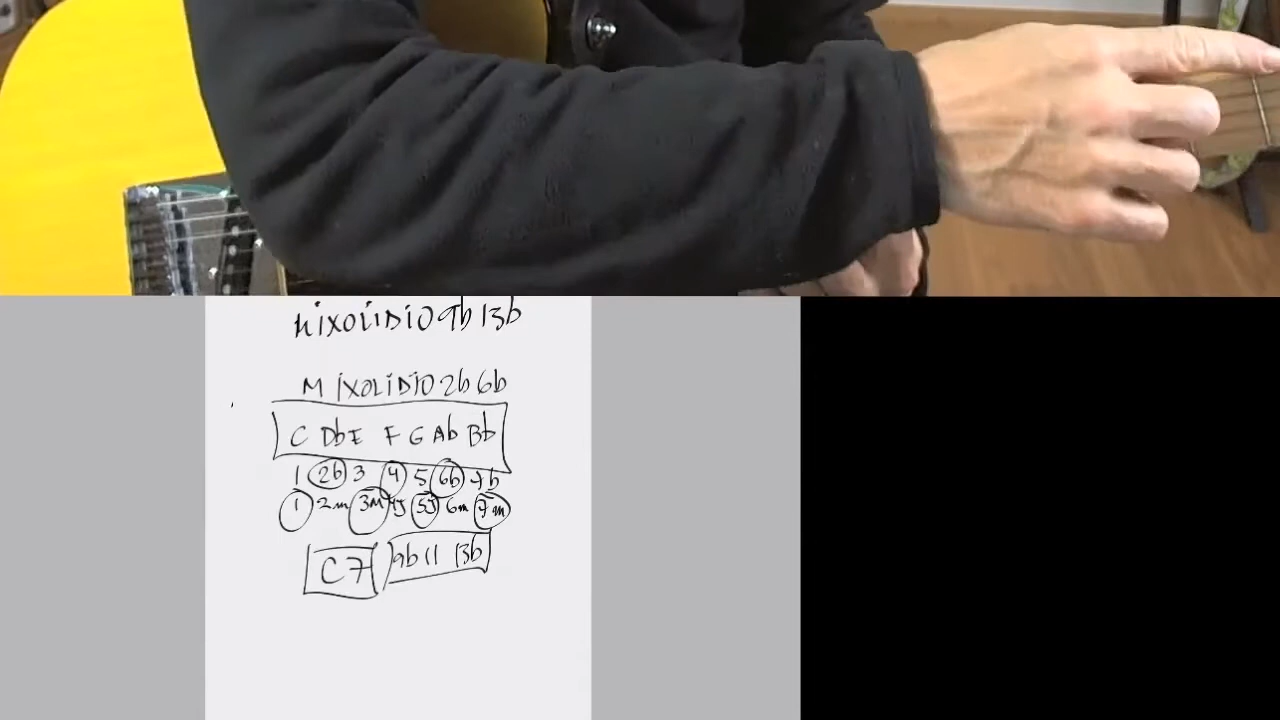 MIXOLIDIO 9b 13b
MIXOLIDIO 2b 6b
C Db E F G Ab Bb
1 2b 3 4 5 6b 7b
1 2m 3M 4J 5J 6m 7m
C7 9b 11 13b